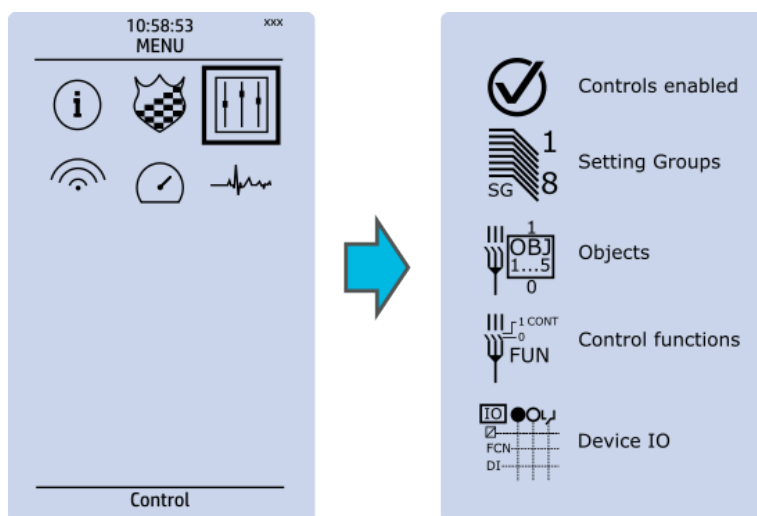 10:58:53 xxx
MENU
i
Control
Controls enabled
1
SG 8
Setting Groups
1
OBJ
1...5
0
Objects
1 CONT
0
FUN
Control functions
IO
FCN
DI
Device IO